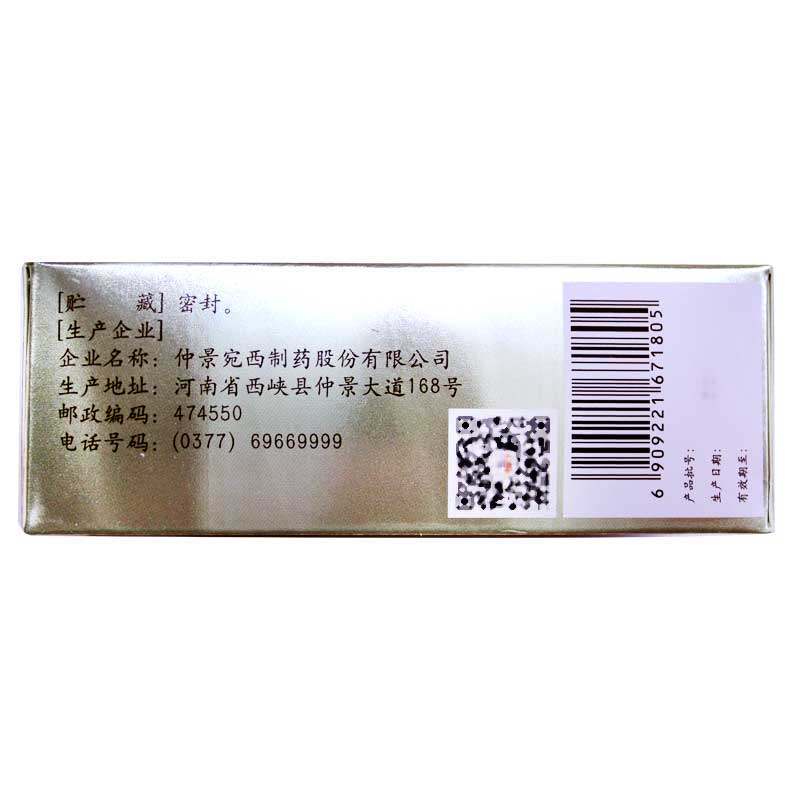 [贮 藏] 密封。
[生产企业]
企业名称：仲景宛西制药股份有限公司
生产地址：河南省西峡县仲景大道168号
邮政编码：474550
电话号码：(0377) 69669999
6 909221 671805
产品批号：
生产日期：
有效期至：